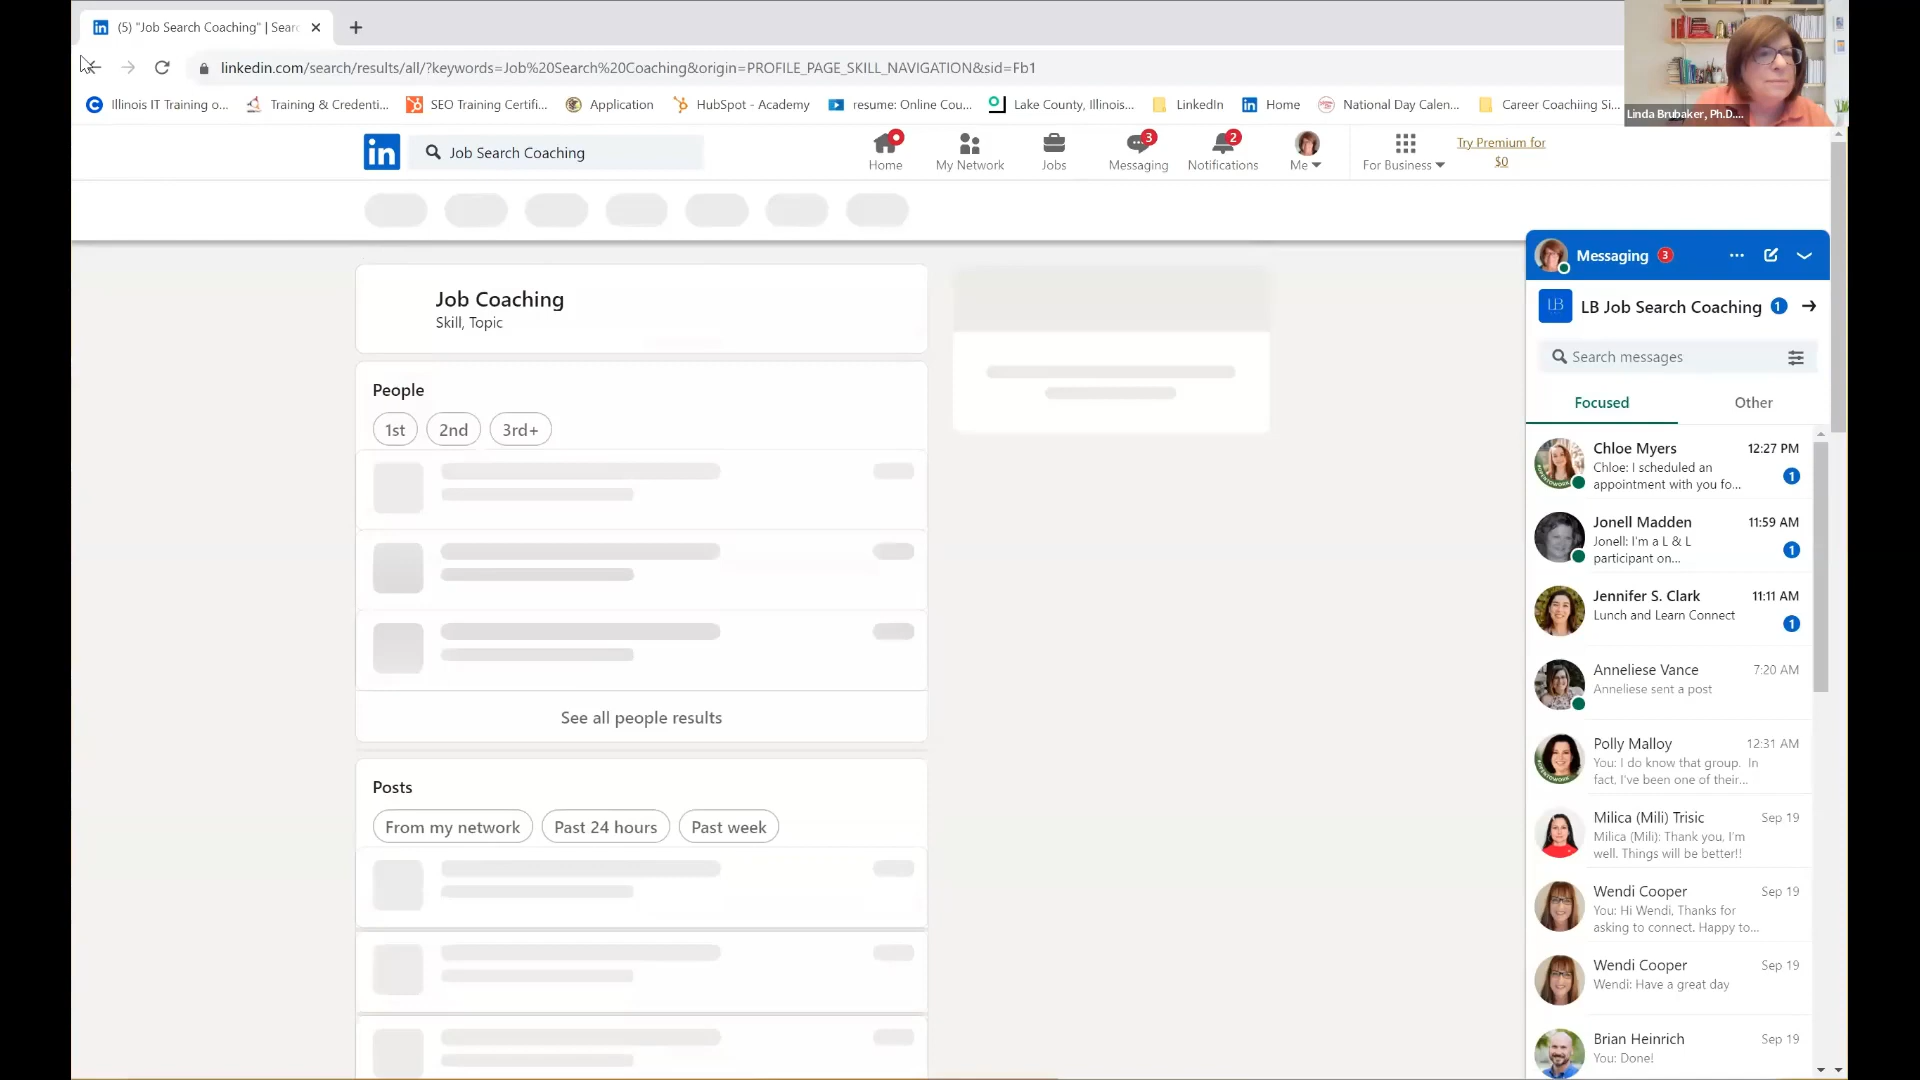 (5) "Job Search Coaching" | Sear
linkedin.com/search/results/all/?keywords=Job%20Search%20Coaching&origin=PROFILE_PAGE_SKILL_NAVIGATION&sid=Fb1
Illinois IT Training o...
Training & Credenti...
SEO Training Certifi...
Application
HubSpot - Academy
resume: Online Cou...
Lake County, Illinois...
LinkedIn
Home
National Day Calen...
Career Coachiing Si...
Linda Brubaker, Ph.D....
in
Job Search Coaching
Home
My Network
Jobs
3
Messaging
2
Notifications
Me
For Business
Try Premium for
$0
Job Coaching
Skill, Topic
People
1st
2nd
3rd+
See all people results
Posts
From my network
Past 24 hours
Past week
Messaging 3
LB
LB Job Search Coaching 1
Search messages
Focused
Other
Chloe Myers
12:27 PM
Chloe: I scheduled an
appointment with you fo...
1
Jonell Madden
11:59 AM
Jonell: I'm a L & L
participant on...
1
Jennifer S. Clark
11:11 AM
Lunch and Learn Connect
1
Anneliese Vance
7:20 AM
Anneliese sent a post
Polly Malloy
12:31 AM
You: I do know that group. In
fact, I've been one of their...
Milica (Mili) Trisic
Sep 19
Milica (Mili): Thank you, I'm
well. Things will be better!!
Wendi Cooper
Sep 19
You: Hi Wendi, Thanks for
asking to connect. Happy to...
Wendi Cooper
Sep 19
Wendi: Have a great day
Brian Heinrich
Sep 19
You: Done!